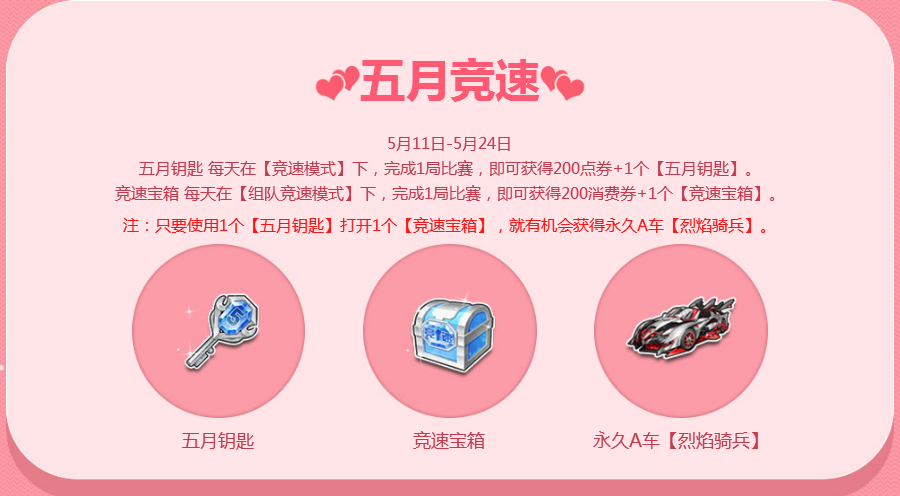 五月竞速
5月11日-5月24日
五月钥匙 每天在【竞速模式】下，完成1局比赛，即可获得200点券+1个【五月钥匙】。
竞速宝箱 每天在【组队竞速模式】下，完成1局比赛，即可获得200消费券+1个【竞速宝箱】。
注：只要使用1个【五月钥匙】打开1个【竞速宝箱】，就有机会获得永久A车【烈焰骑兵】。
5
五月钥匙
竞速宝箱
永久A车【烈焰骑兵】